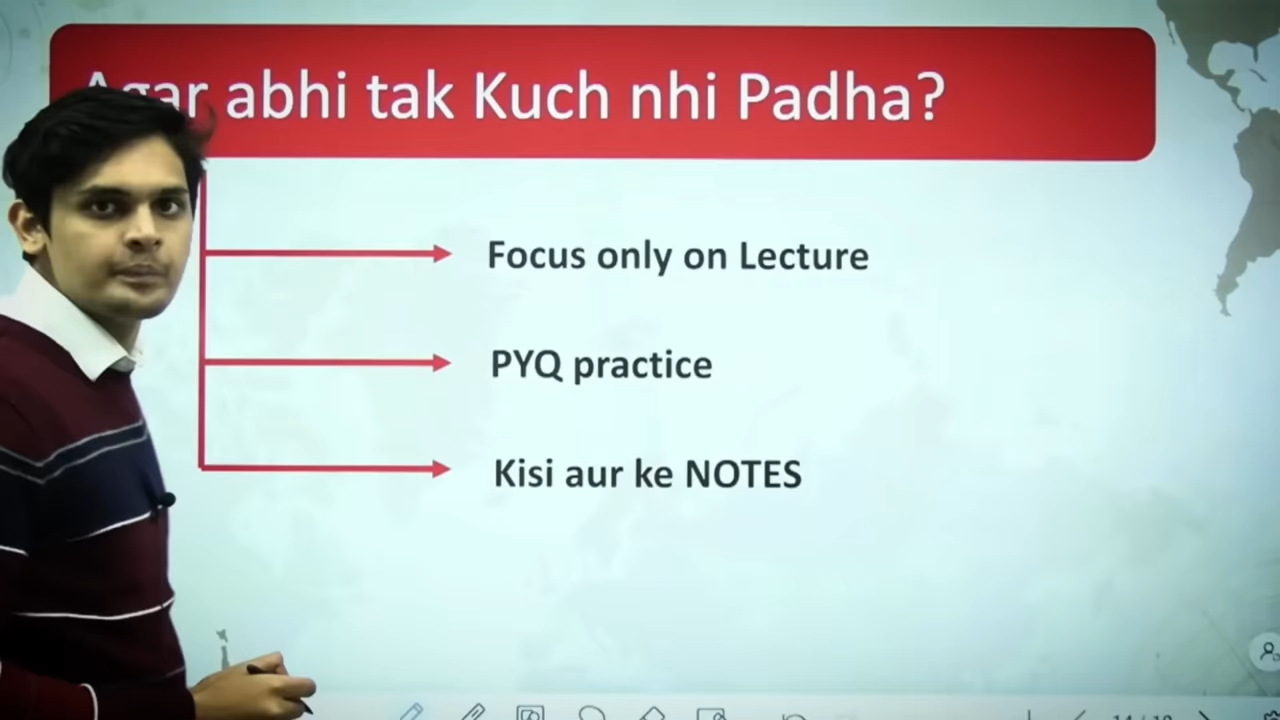 Agar abhi tak Kuch nhi Padha?
Focus only on Lecture
PYQ practice
Kisi aur ke NOTES